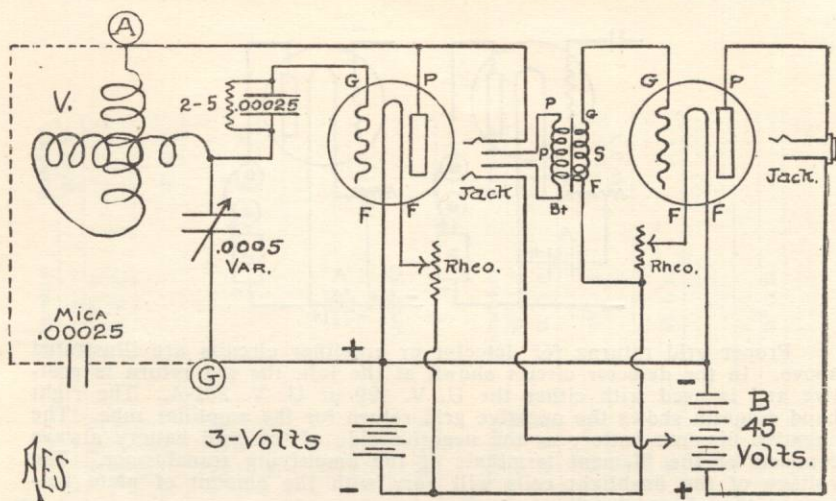 A
V.
2-5
.00025
G
P
F
F
Jack
Rheo.
P
G
P
S
F
B+
G
P
F
F
Jack.
Rheo.
.0005
VAR.
MICA
.00025
G
+
3-Volts
-
-
B
45
Volts.
+
AES